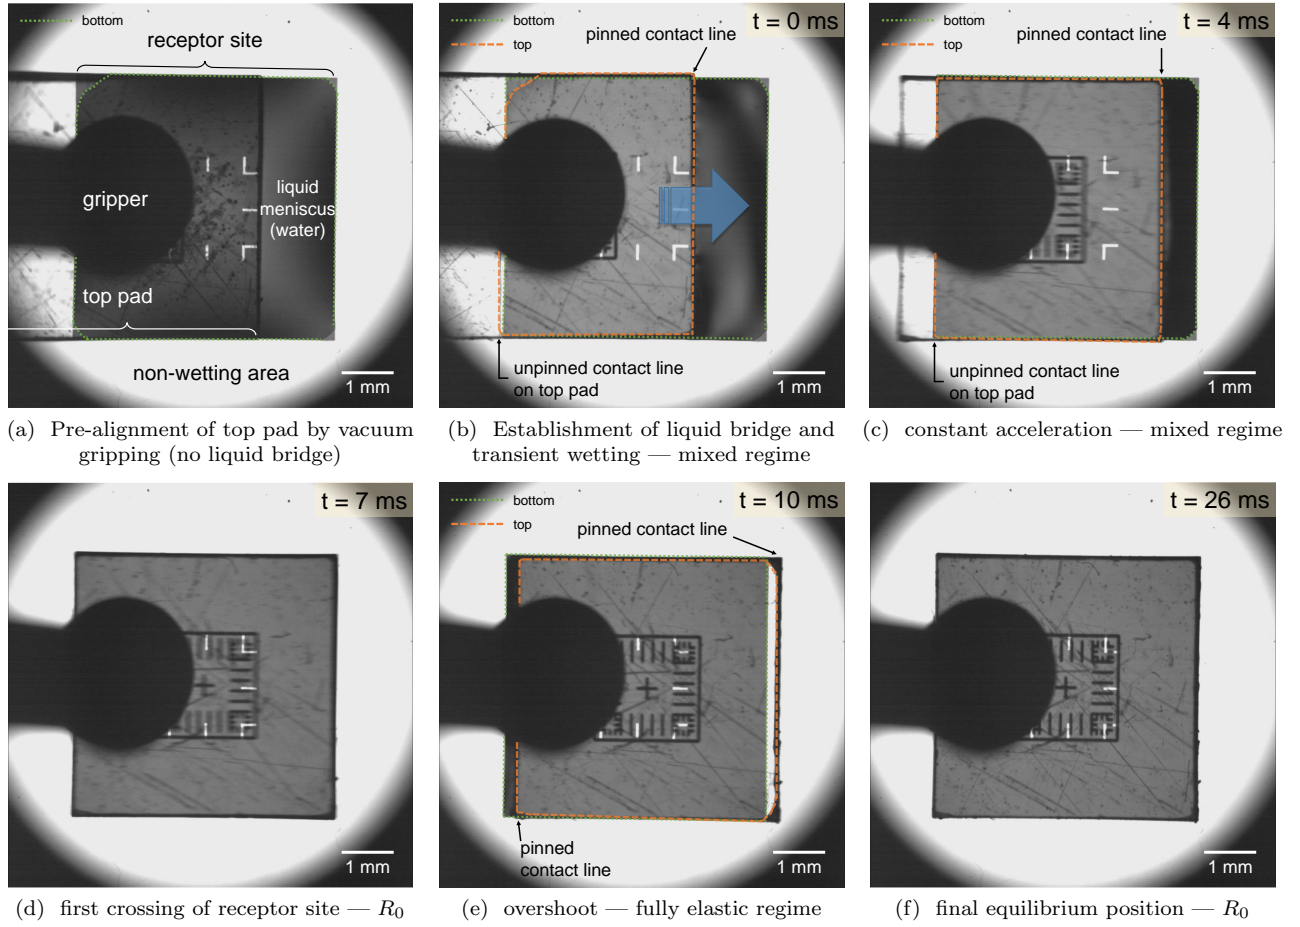 bottom
receptor site
gripper
liquid
meniscus
(water)
top pad
non-wetting area
1 mm
(a) Pre-alignment of top pad by vacuum
gripping (no liquid bridge)
bottom
top
t = 0 ms
pinned contact line
unpinned contact line
on top pad
1 mm
(b) Establishment of liquid bridge and
transient wetting — mixed regime
bottom
top
t = 4 ms
pinned contact line
unpinned contact line
on top pad
1 mm
(c) constant acceleration — mixed regime
t = 7 ms
1 mm
(d) first crossing of receptor site — R0
bottom
top
t = 10 ms
pinned contact line
pinned
contact line
1 mm
(e) overshoot — fully elastic regime
t = 26 ms
1 mm
(f) final equilibrium position — R0